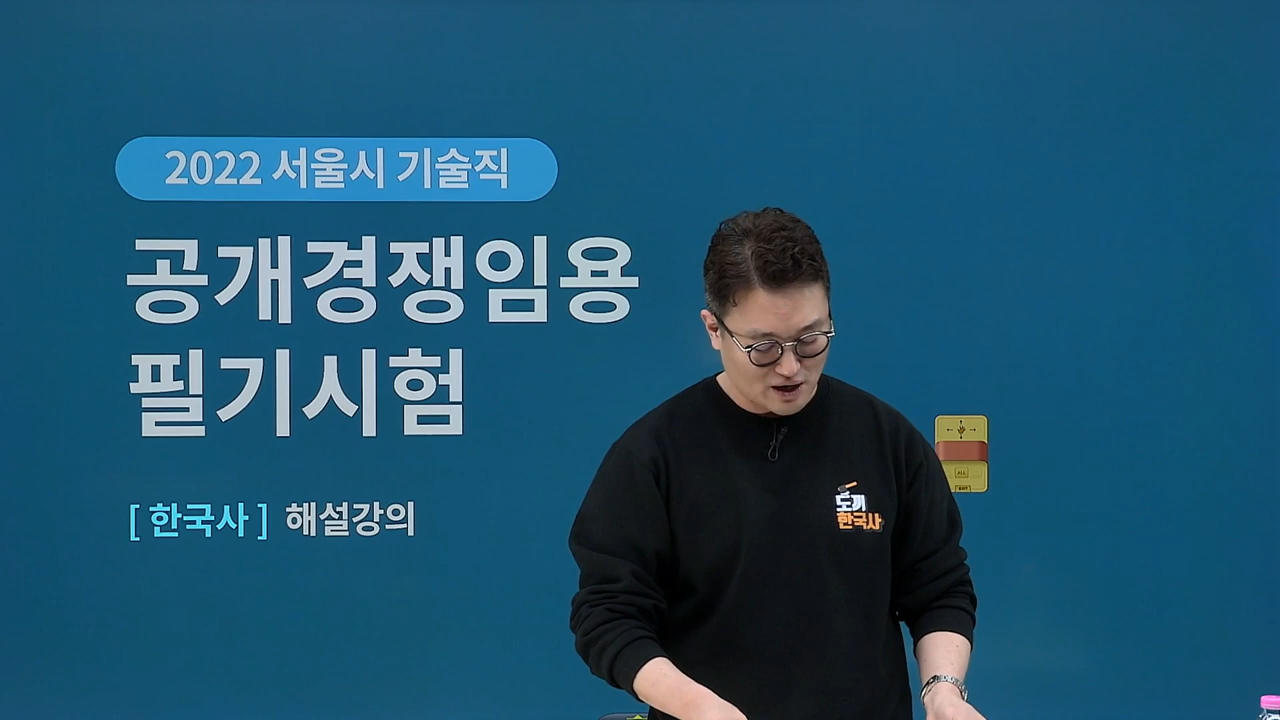 2022 서울시 기술직
공개경쟁임용
필기시험
[ 한국사 ] 해설강의
도끼
한국사